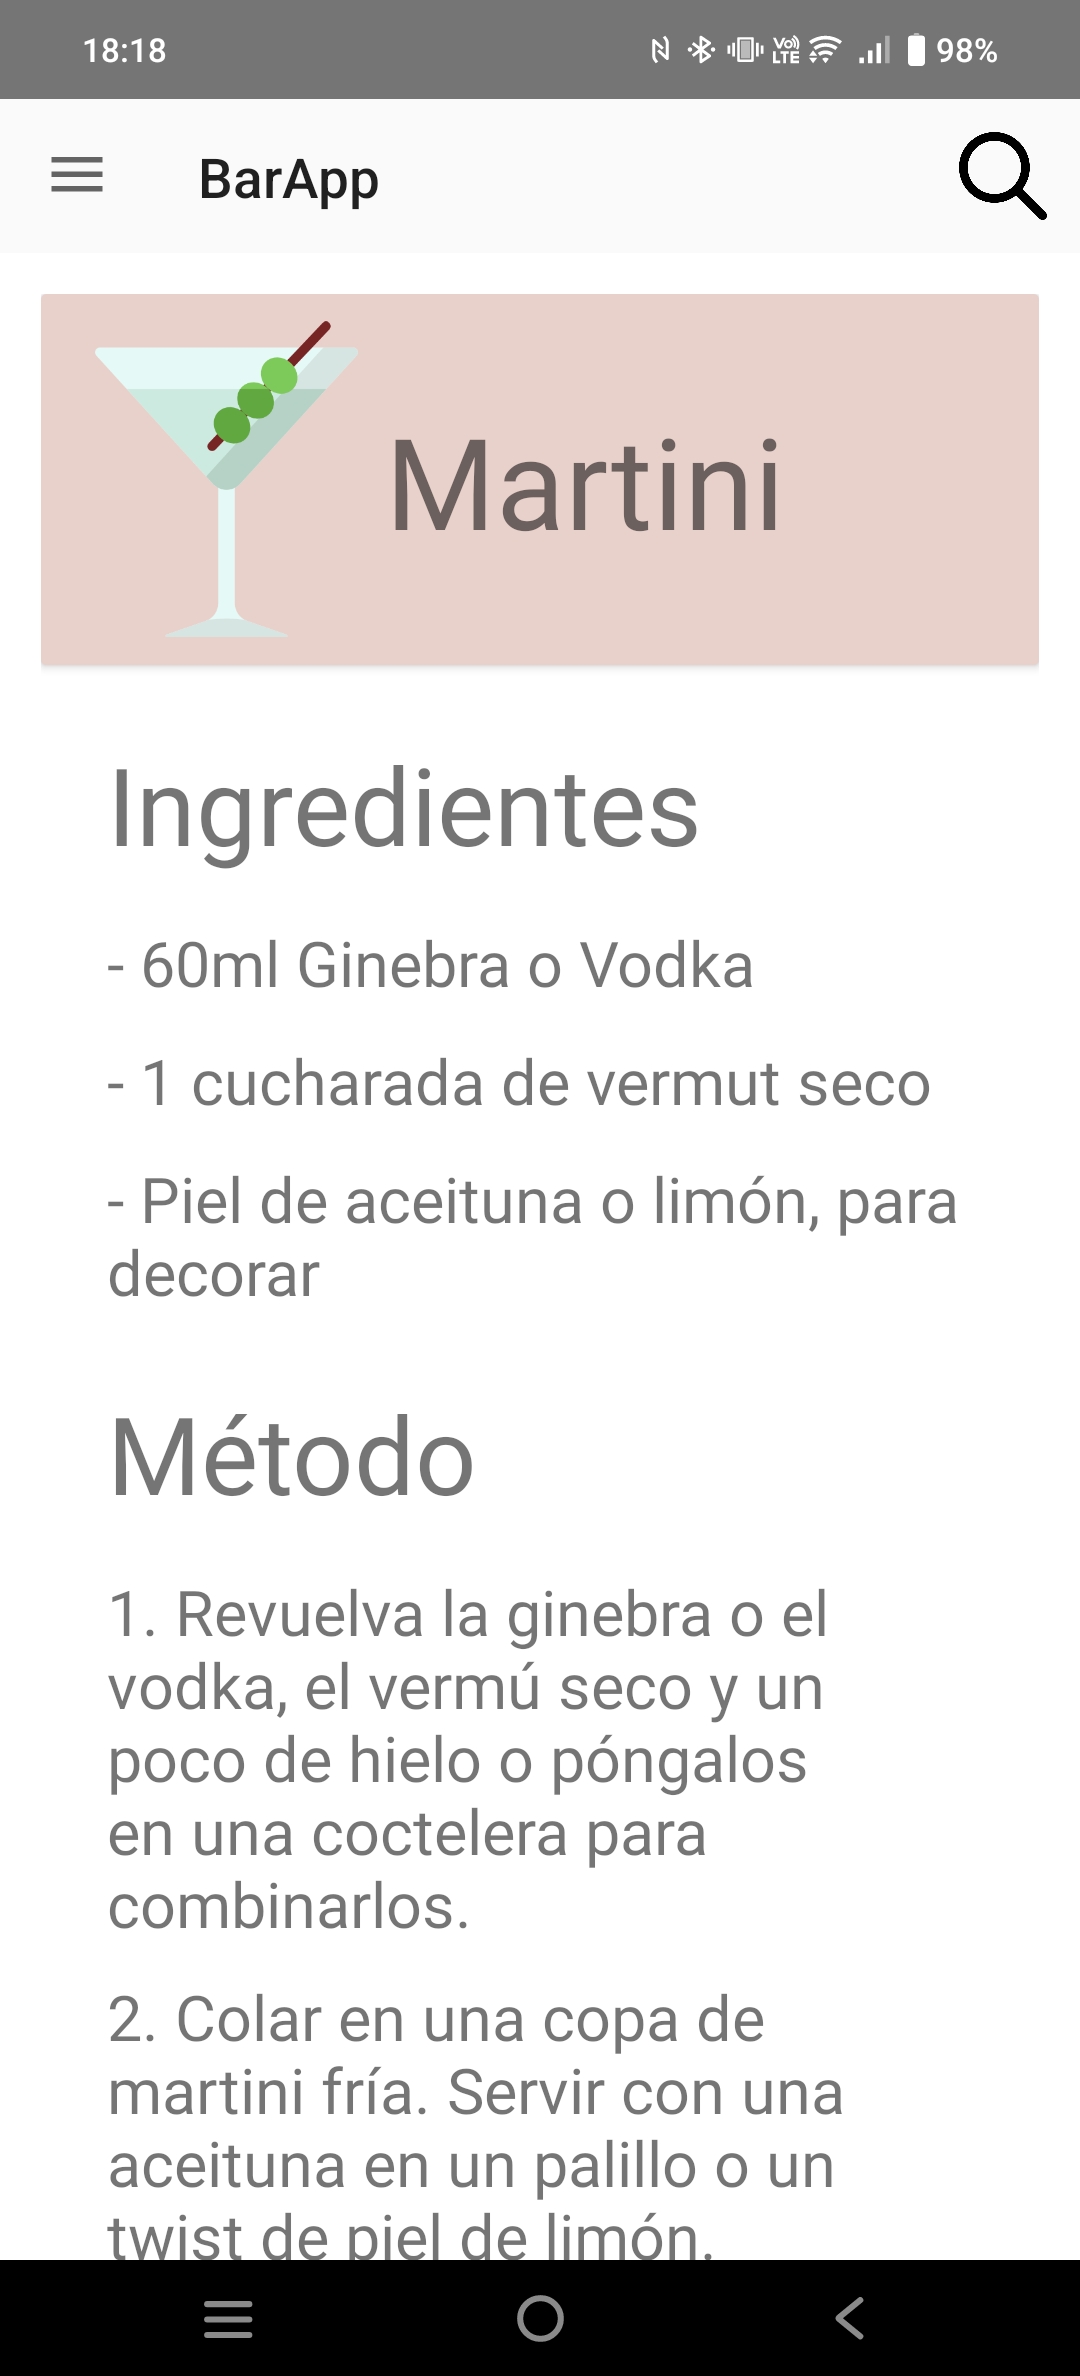 18:18
Vo)) LTE
98%
BarApp
Martini
Ingredientes
- 60ml Ginebra o Vodka
- 1 cucharada de vermut seco
- Piel de aceituna o limón, para
decorar
Método
1. Revuelva la ginebra o el
vodka, el vermú seco y un
poco de hielo o póngalos
en una coctelera para
combinarlos.
2. Colar en una copa de
martini fría. Servir con una
aceituna en un palillo o un
twist de piel de limón.